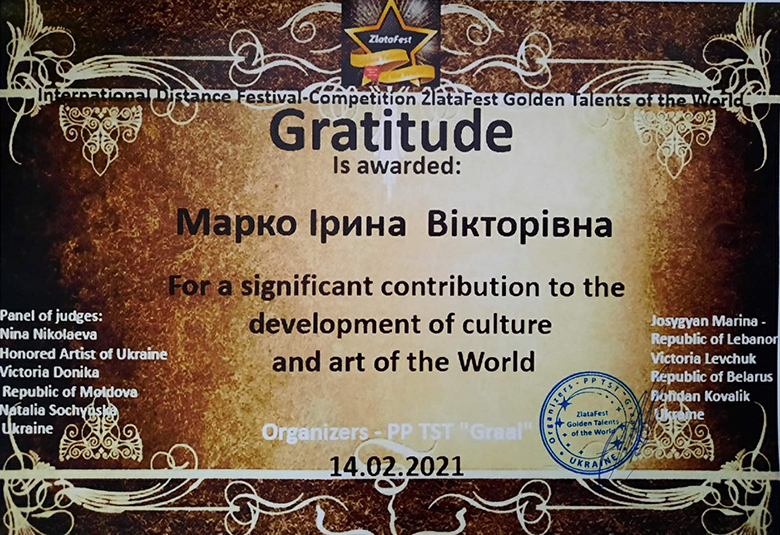 ZlataFest
International Distance Festival-Competition ZlataFest Golden Talents of the World
Gratitude
Is awarded:
Марко Ірина Вікторівна
For a significant contribution to the
development of culture
and art of the World
Panel of judges:
Nina Nikolaeva
Honored Artist of Ukraine
Victoria Donika
Republic of Moldova
Natalia Sochynska
Ukraine
Josygyan Marina -
Republic of Lebanon
Victoria Levchuk
Republic of Belarus
Bohdan Kovalik
Ukraine
Organizers - PP TST "Graal"
14.02.2021
Organizers - PP TST - Graal
ZlataFest
Golden Talents
of the World
UKRAINE